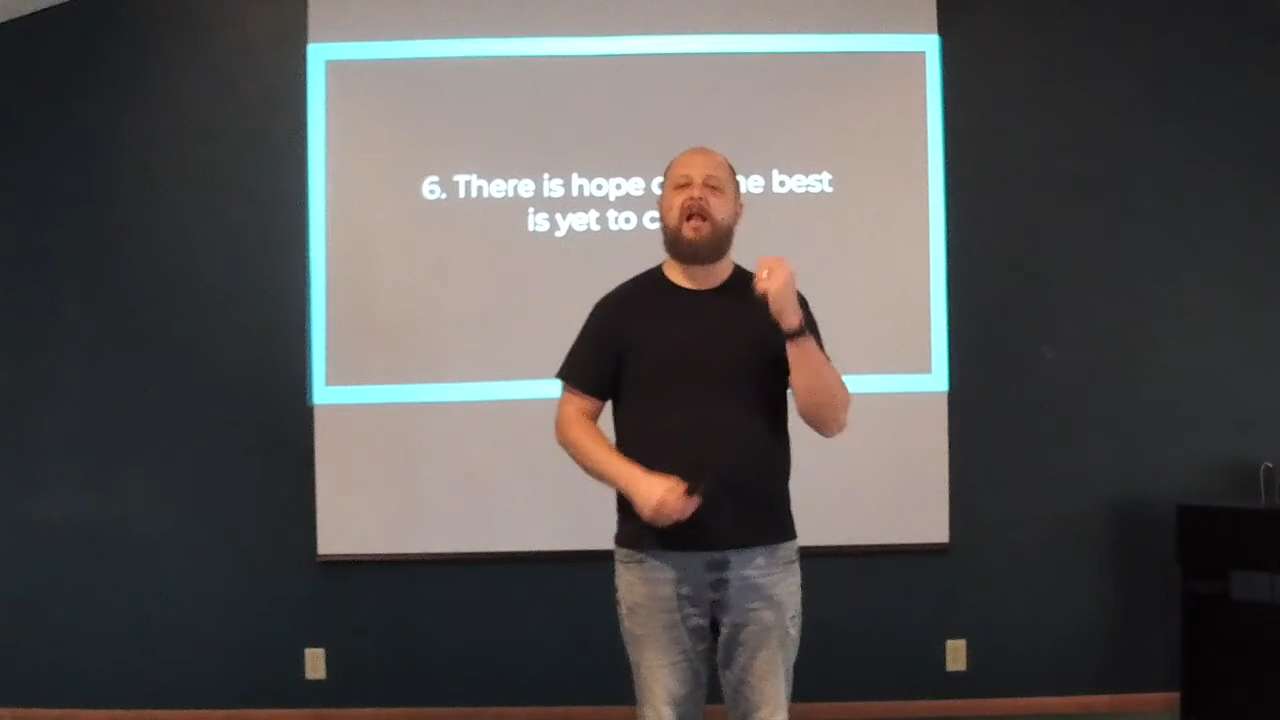 6. There is hope best
is yet to